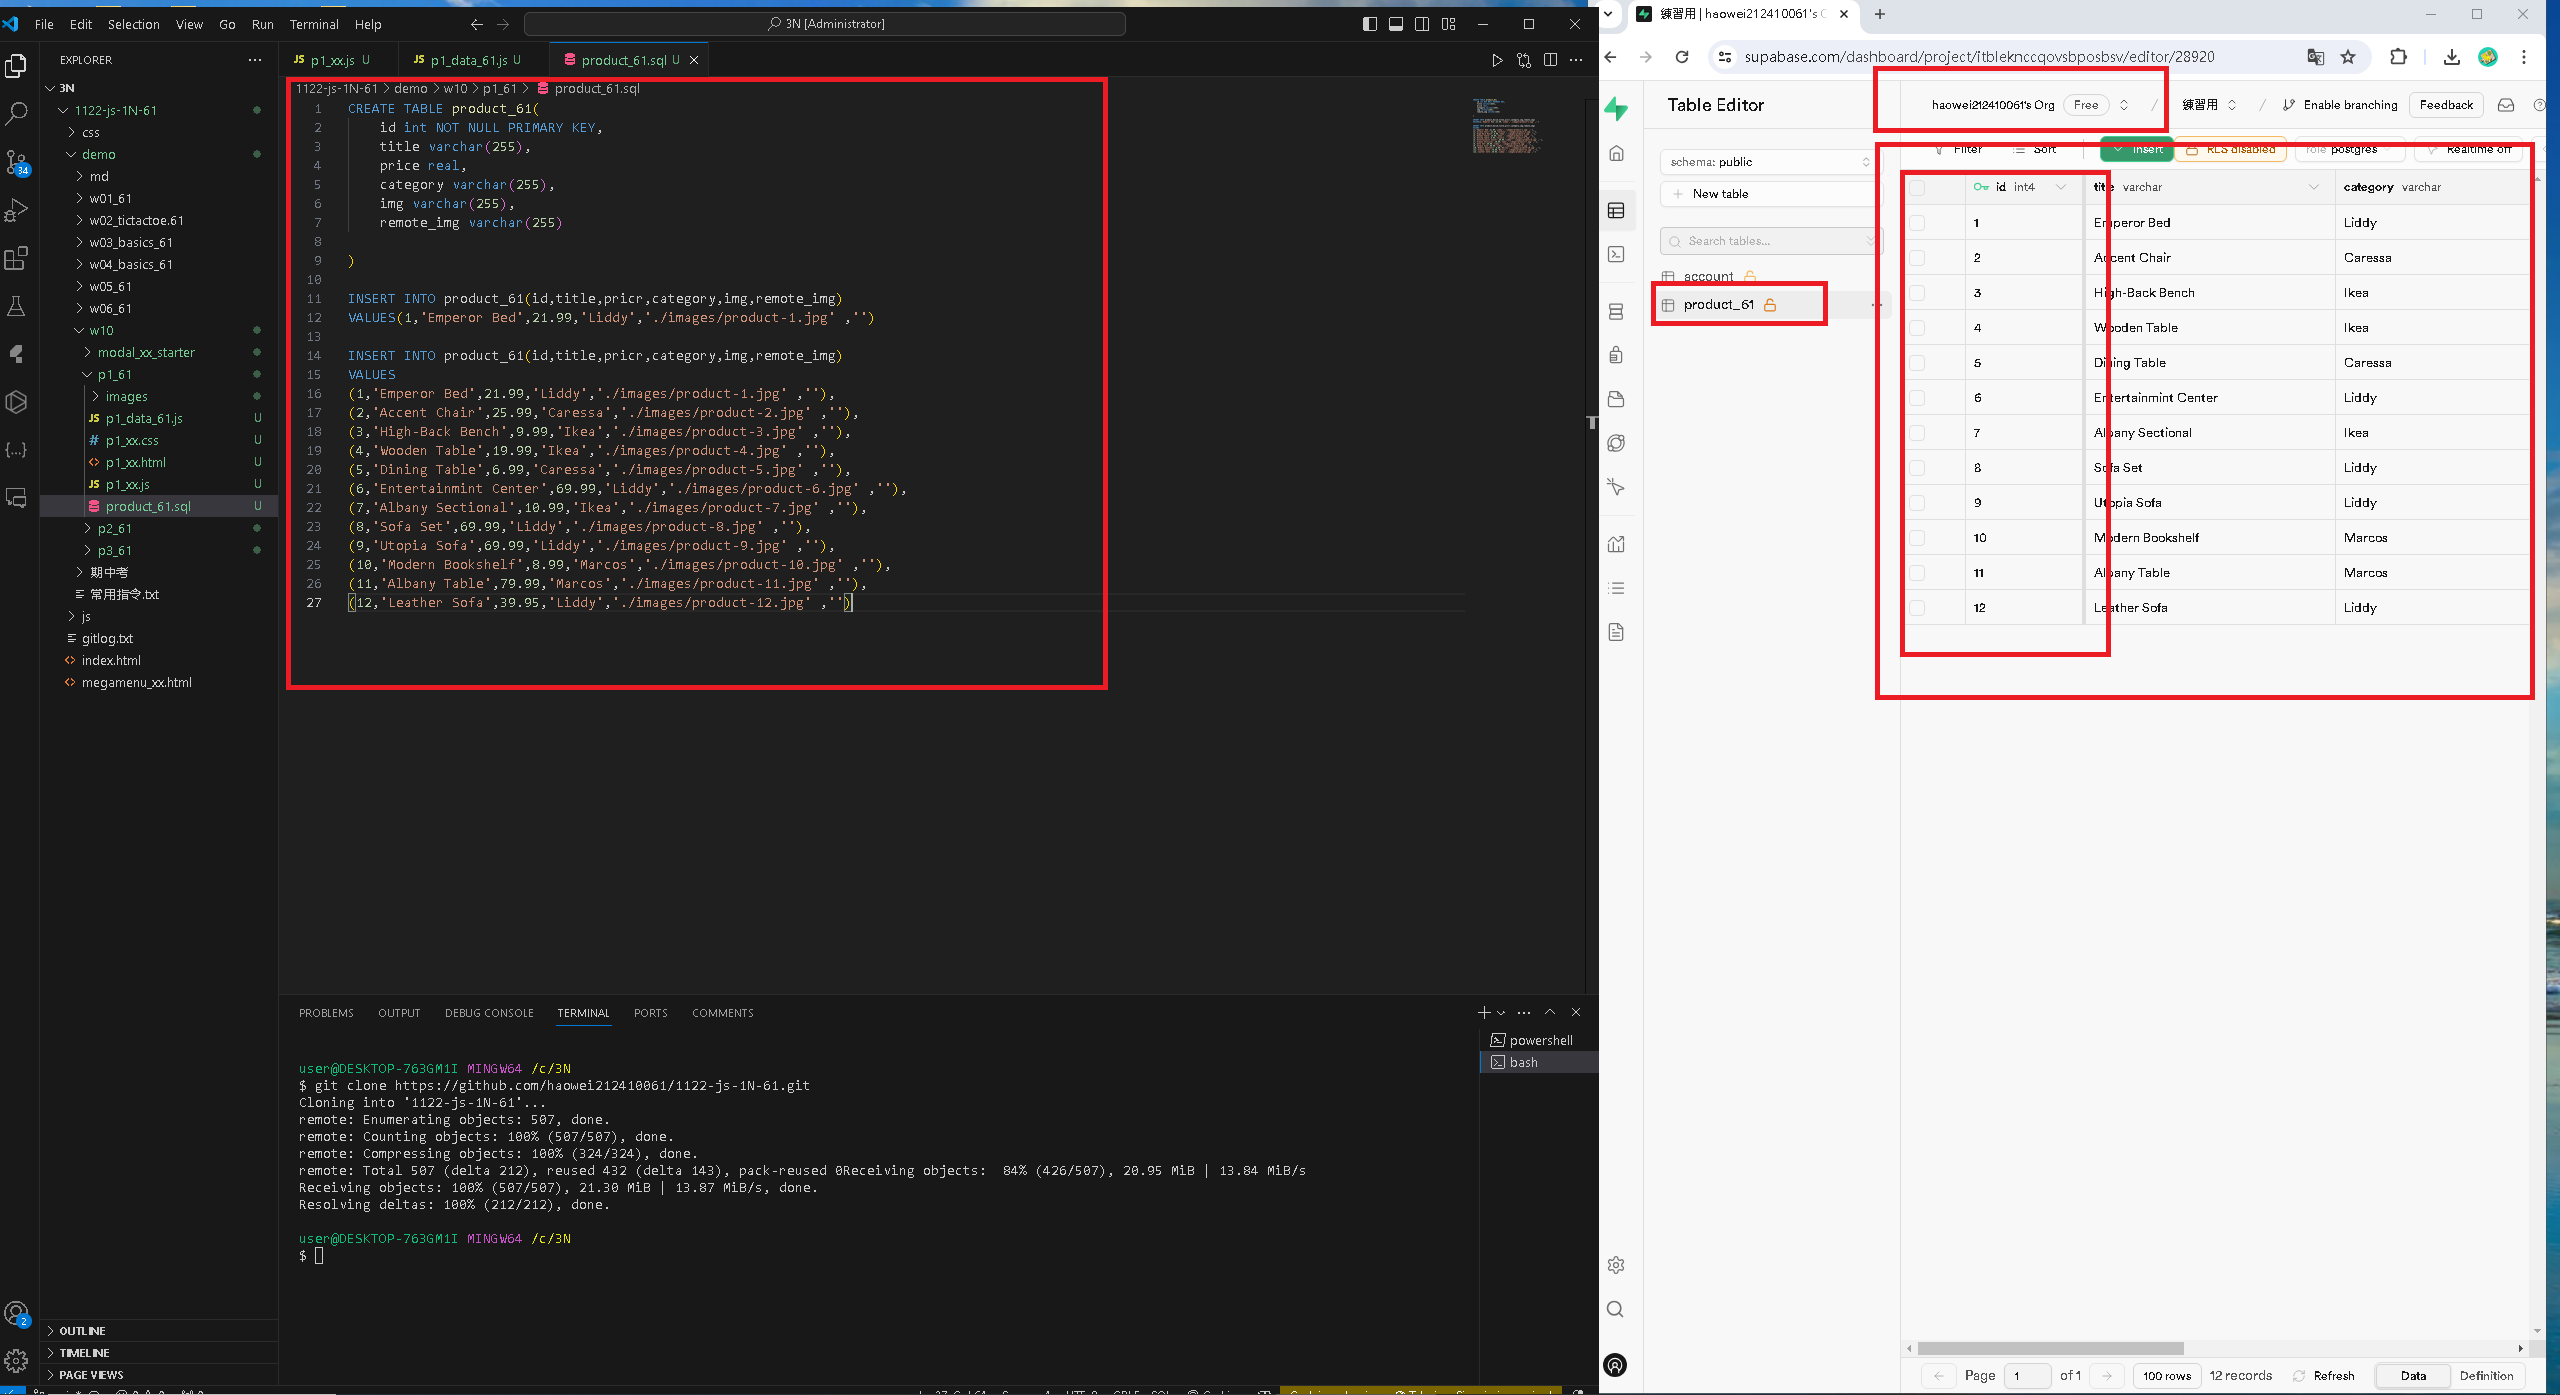 File Edit Selection View Go Run Terminal Help
3N [Administrator]
EXPLORER
3N
1122-js-1N-61
css
demo
md
w01_61
w02_tictactoe.61
w03_basics_61
w04_basics_61
w05_61
w06_61
w10
modal_xx_starter
p1_61
images
JS p1_data_61.js U
# p1_xx.css U
<> p1_xx.html U
JS p1_xx.js U
product_61.sql U
p2_61
p3_61
期中考
常用指令.txt
js
gitlog.txt
<> index.html
<> megamenu_xx.html
OUTLINE
TIMELINE
PAGE VIEWS
34
2
JS p1_xx.js U
JS p1_data_61.js U
product_61.sql U
1122-js-1N-61 > demo > w10 > p1_61 > product_61.sql
1 CREATE TABLE product_61(
2 id int NOT NULL PRIMARY KEY,
3 title varchar(255),
4 price real,
5 category varchar(255),
6 img varchar(255),
7 remote_img varchar(255)
8
9 )
10
11 INSERT INTO product_61(id,title,pricr,category,img,remote_img)
12 VALUES(1,'Emperor Bed',21.99,'Liddy','./images/product-1.jpg' ,'')
13
14 INSERT INTO product_61(id,title,pricr,category,img,remote_img)
15 VALUES
16 (1,'Emperor Bed',21.99,'Liddy','./images/product-1.jpg' ,''),
17 (2,'Accent Chair',25.99,'Caressa','./images/product-2.jpg' ,''),
18 (3,'High-Back Bench',9.99,'Ikea','./images/product-3.jpg' ,''),
19 (4,'Wooden Table',19.99,'Ikea','./images/product-4.jpg' ,''),
20 (5,'Dining Table',6.99,'Caressa','./images/product-5.jpg' ,''),
21 (6,'Entertainmint Center',69.99,'Liddy','./images/product-6.jpg' ,''),
22 (7,'Albany Sectional',10.99,'Ikea','./images/product-7.jpg' ,''),
23 (8,'Sofa Set',69.99,'Liddy','./images/product-8.jpg' ,''),
24 (9,'Utopia Sofa',69.99,'Liddy','./images/product-9.jpg' ,''),
25 (10,'Modern Bookshelf',8.99,'Marcos','./images/product-10.jpg' ,''),
26 (11,'Albany Table',79.99,'Marcos','./images/product-11.jpg' ,''),
27 (12,'Leather Sofa',39.95,'Liddy','./images/product-12.jpg' ,'')
PROBLEMS OUTPUT DEBUG CONSOLE TERMINAL PORTS COMMENTS
powershell
bash
user@DESKTOP-763GM1I MINGW64 /c/3N
$ git clone https://github.com/haowei212410061/1122-js-1N-61.git
Cloning into '1122-js-1N-61'...
remote: Enumerating objects: 507, done.
remote: Counting objects: 100% (507/507), done.
remote: Compressing objects: 100% (324/324), done.
remote: Total 507 (delta 212), reused 432 (delta 143), pack-reused 0Receiving objects:  84% (426/507), 20.95 MiB | 13.84 MiB/s
Receiving objects: 100% (507/507), 21.30 MiB | 13.87 MiB/s, done.
Resolving deltas: 100% (212/212), done.
user@DESKTOP-763GM1I MINGW64 /c/3N
$
練習用 | haowei212410061's
supabase.com/dashboard/project/itbleknccqovsbposbsv/editor/28920
Table Editor
haowei212410061's Org Free / 練習用 / Enable branching Feedback
schema: public
New table
Search tables...
account
product_61
Filter Sort Insert RLS disabled role postgres Realtime off
id int4 title varchar category varchar
1 Emperor Bed Liddy
2 Accent Chair Caressa
3 High-Back Bench Ikea
4 Wooden Table Ikea
5 Dining Table Caressa
6 Entertainmint Center Liddy
7 Albany Sectional Ikea
8 Sofa Set Liddy
9 Utopia Sofa Liddy
10 Modern Bookshelf Marcos
11 Albany Table Marcos
12 Leather Sofa Liddy
Page 1 of 1 100 rows 12 records Refresh Data Definition